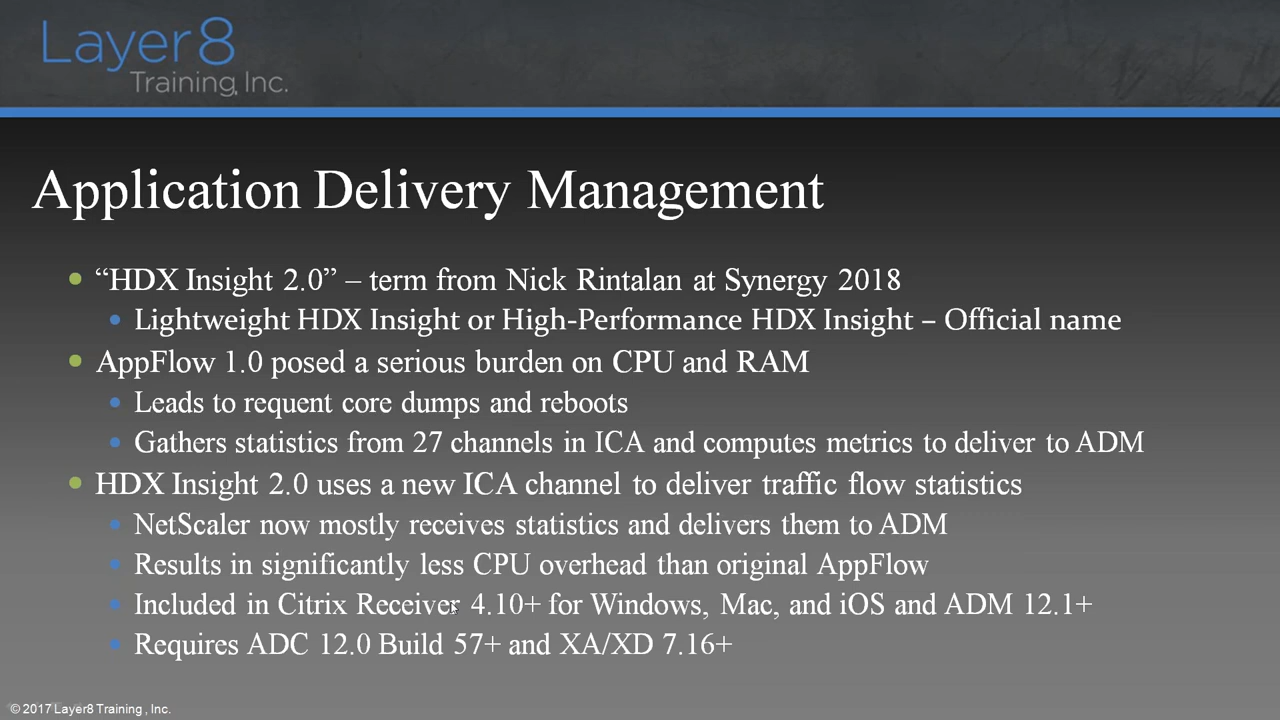 Layer8
Training, Inc.
Application Delivery Management
“HDX Insight 2.0” – term from Nick Rintalan at Synergy 2018
Lightweight HDX Insight or High-Performance HDX Insight – Official name
AppFlow 1.0 posed a serious burden on CPU and RAM
Leads to requent core dumps and reboots
Gathers statistics from 27 channels in ICA and computes metrics to deliver to ADM
HDX Insight 2.0 uses a new ICA channel to deliver traffic flow statistics
NetScaler now mostly receives statistics and delivers them to ADM
Results in significantly less CPU overhead than original AppFlow
Included in Citrix Receiver 4.10+ for Windows, Mac, and iOS and ADM 12.1+
Requires ADC 12.0 Build 57+ and XA/XD 7.16+
© 2017 Layer8 Training , Inc.